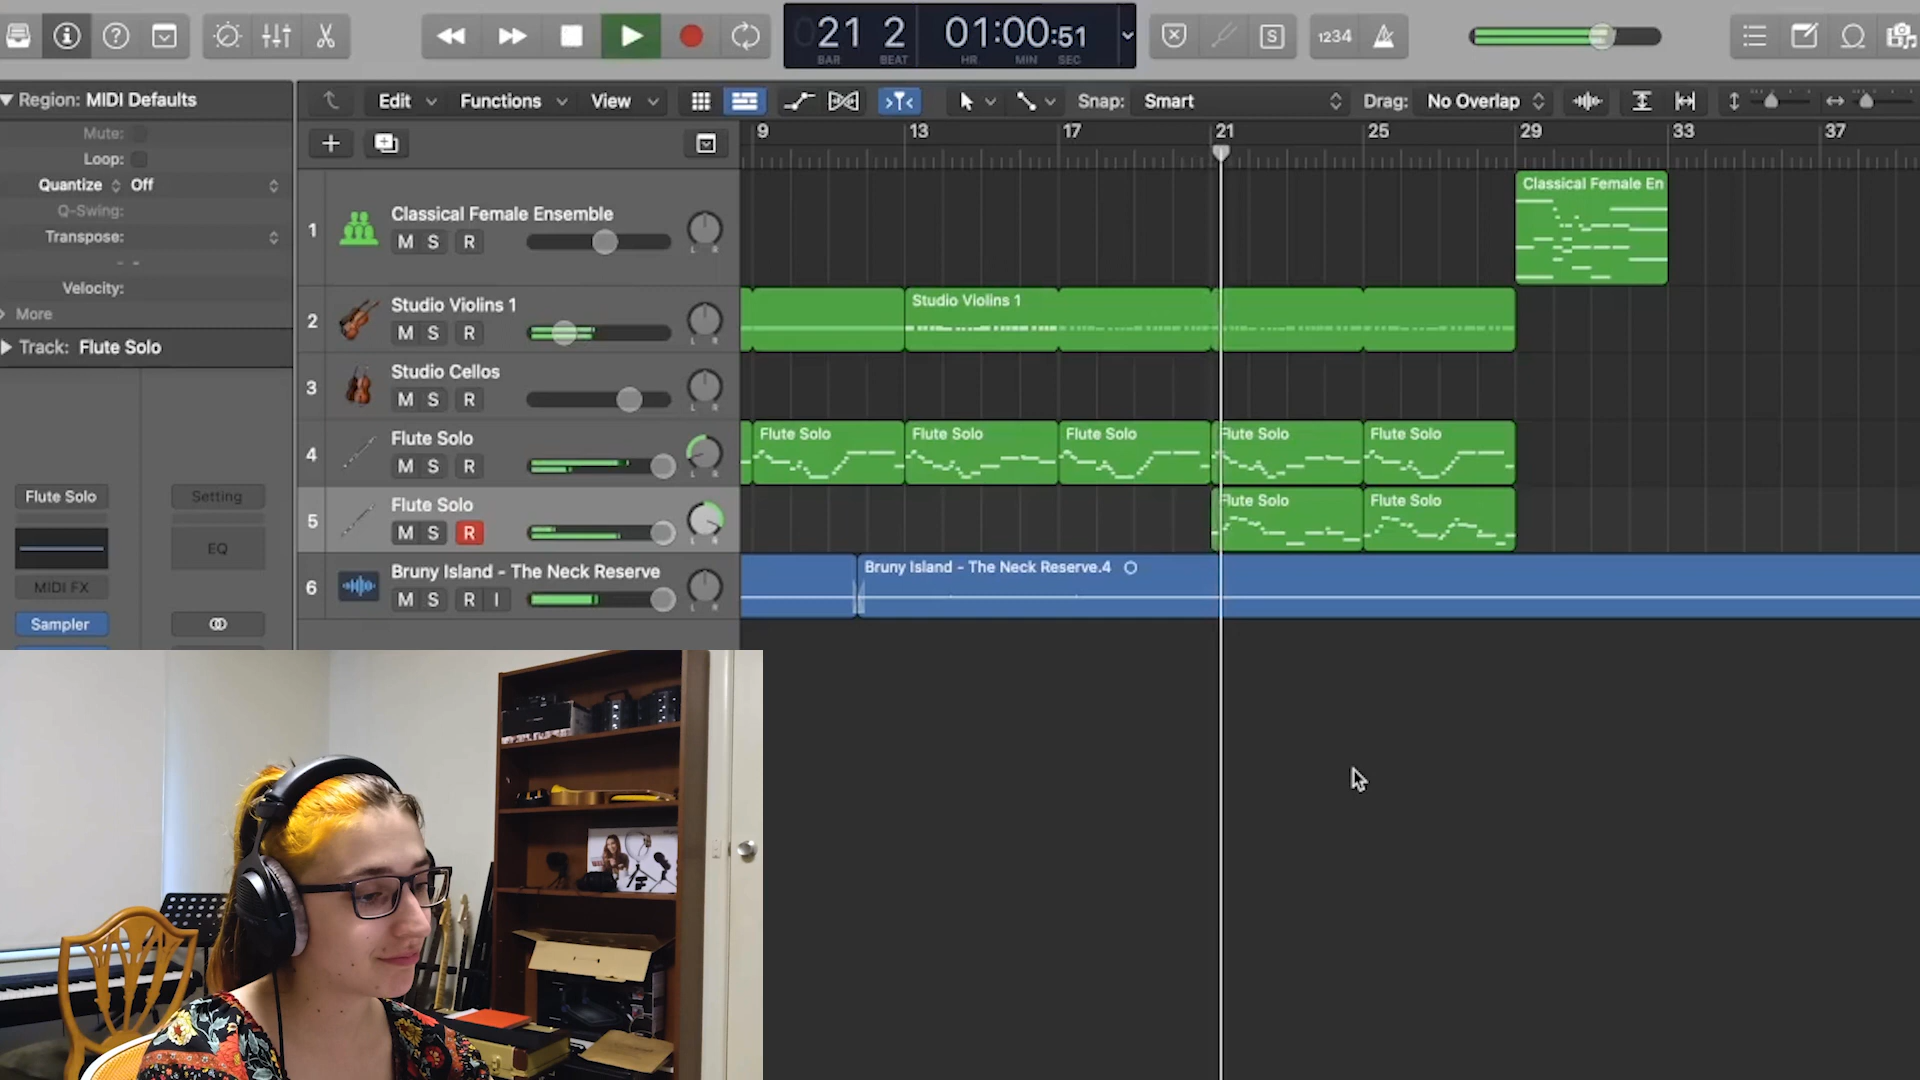 21 2 01:00:51
BAR BEAT HR MIN SEC
S
1234
Region: MIDI Defaults
Mute:
Loop:
Quantize Off
Q-Swing:
Transpose:
Velocity:
More
Track: Flute Solo
Flute Solo
Setting
EQ
MIDI FX
Sampler
Edit Functions View Snap: Smart Drag: No Overlap
9 13 17 21 25 29 33 37
1 Classical Female Ensemble
M S R L R
Classical Female En
2 Studio Violins 1
M S R L R
Studio Violins 1
3 Studio Cellos
M S R L R
4 Flute Solo
M S R L R
Flute Solo Flute Solo Flute Solo Flute Solo Flute Solo
5 Flute Solo
M S R L R
Flute Solo Flute Solo
6 Bruny Island - The Neck Reserve
M S R I L R
Bruny Island - The Neck Reserve.4